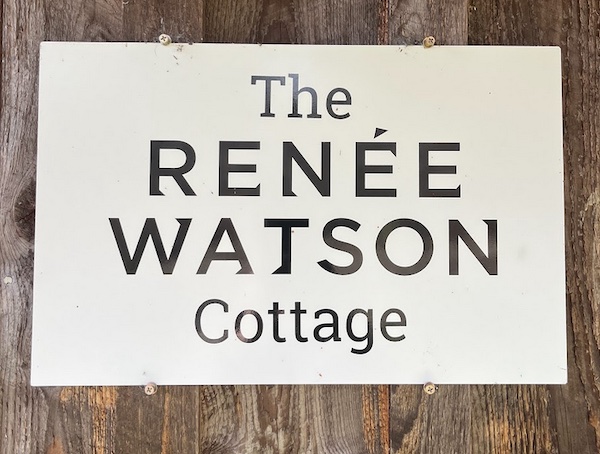 The
RENÉE
WATSON
Cottage